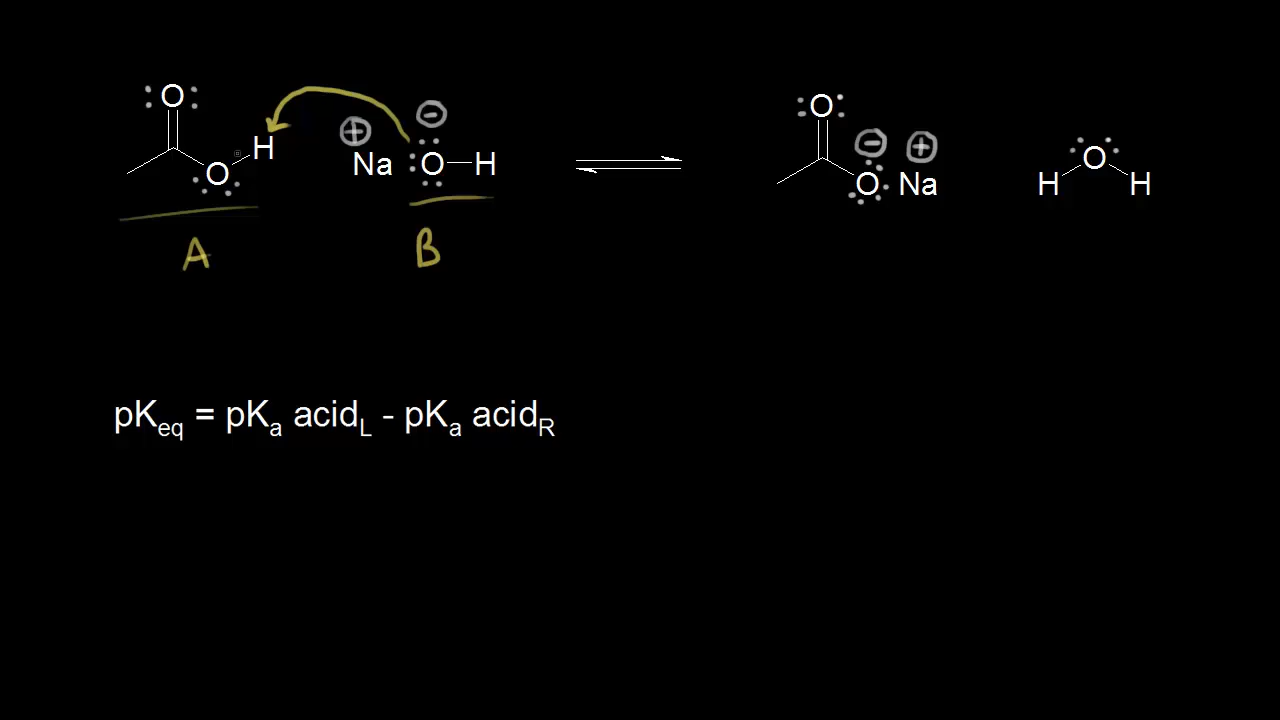 O H ⊕ ⊖ O ⊖ ⊕ O
O Na O H O Na H H
A B
pKeq = pKa acidL - pKa acidR